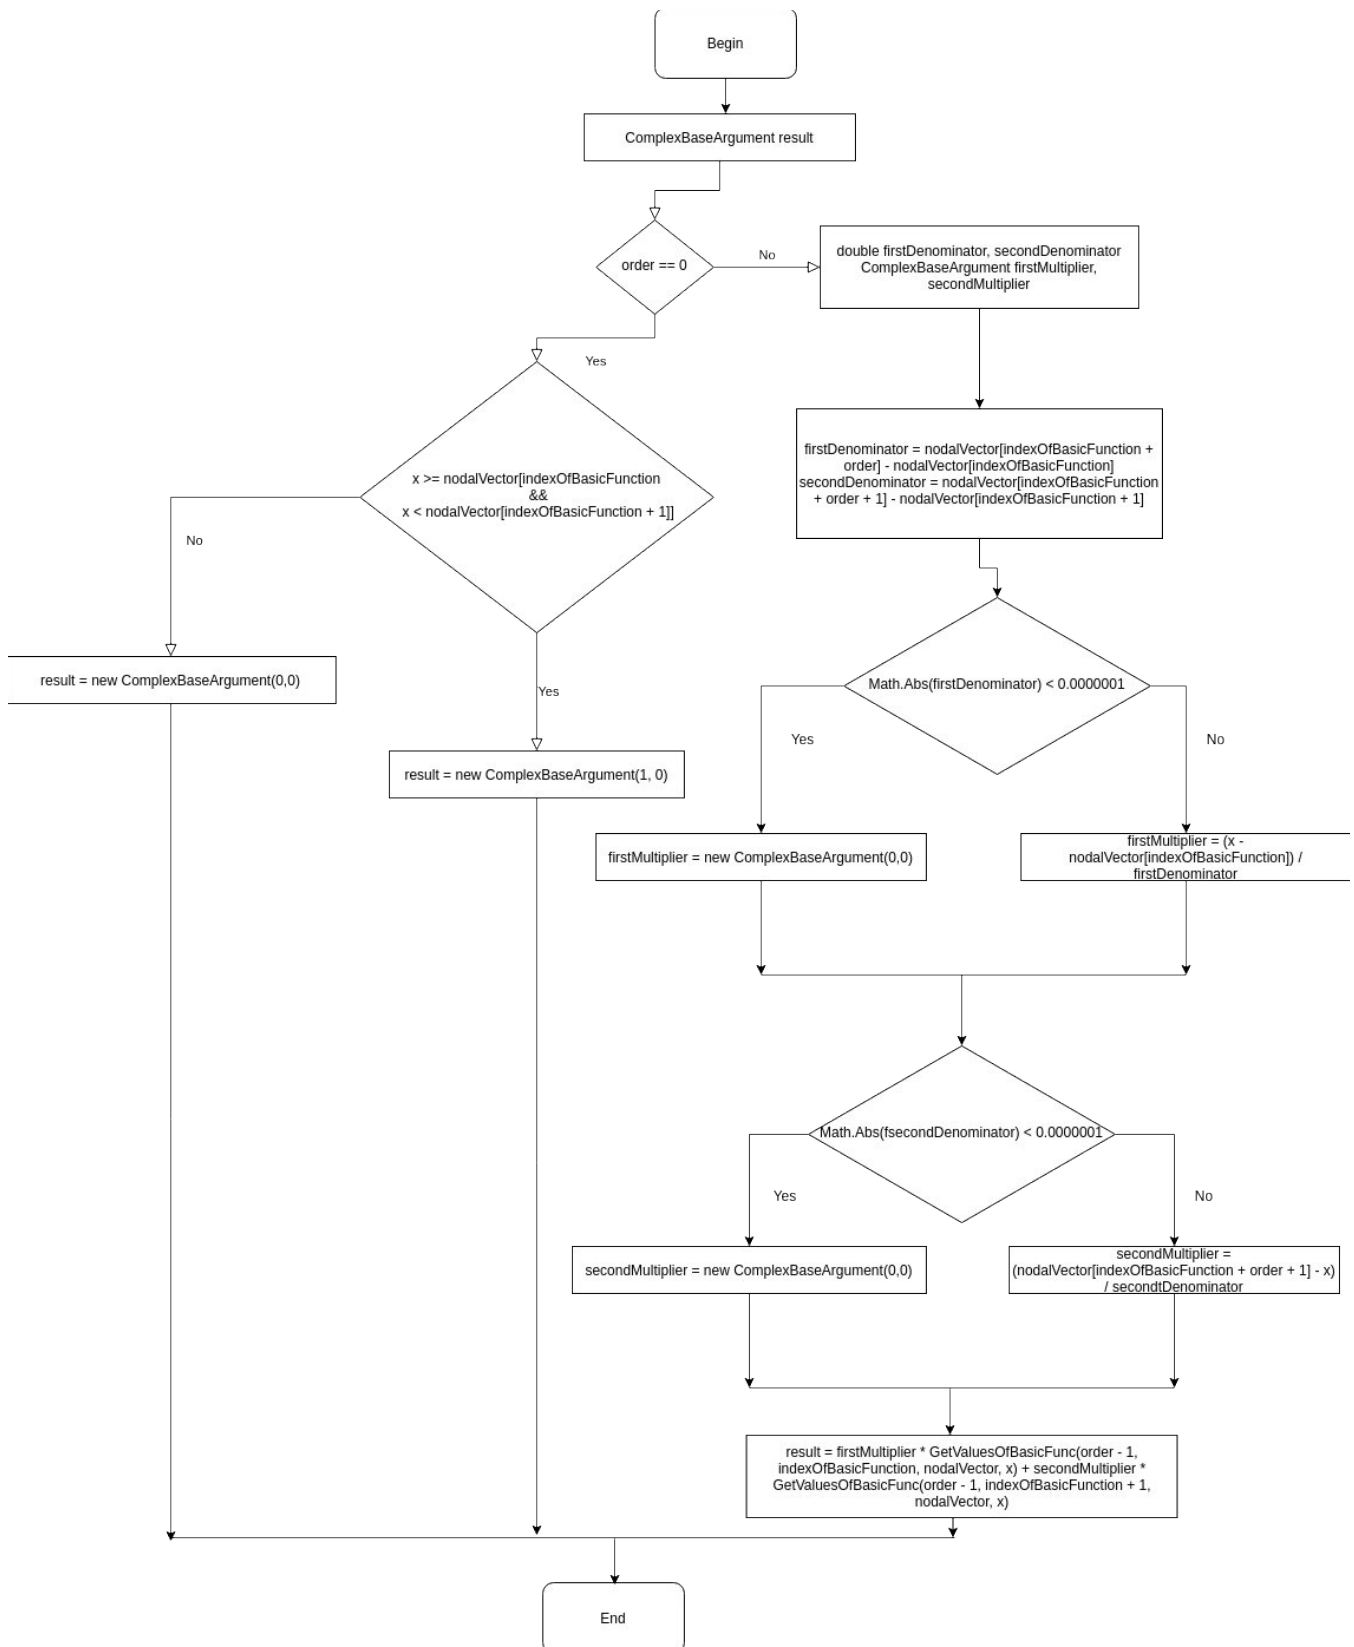 Begin
ComplexBaseArgument result
order == 0
No
double firstDenominator, secondDenominator
ComplexBaseArgument firstMultiplier,
secondMultiplier
Yes
x >= nodalVector[indexOfBasicFunction
&&
x < nodalVector[indexOfBasicFunction + 1]]
firstDenominator = nodalVector[indexOfBasicFunction +
order] - nodalVector[indexOfBasicFunction]
secondDenominator = nodalVector[indexOfBasicFunction
+ order + 1] - nodalVector[indexOfBasicFunction + 1]
No
result = new ComplexBaseArgument(0,0)
Yes
result = new ComplexBaseArgument(1, 0)
Math.Abs(firstDenominator) < 0.0000001
Yes
No
firstMultiplier = new ComplexBaseArgument(0,0)
firstMultiplier = (x -
nodalVector[indexOfBasicFunction]) /
firstDenominator
Math.Abs(fsecondDenominator) < 0.0000001
Yes
No
secondMultiplier = new ComplexBaseArgument(0,0)
secondMultiplier =
(nodalVector[indexOfBasicFunction + order + 1] - x)
/ secondtDenominator
result = firstMultiplier * GetValuesOfBasicFunc(order - 1,
indexOfBasicFunction, nodalVector, x) + secondMultiplier *
GetValuesOfBasicFunc(order - 1, indexOfBasicFunction + 1,
nodalVector, x)
End